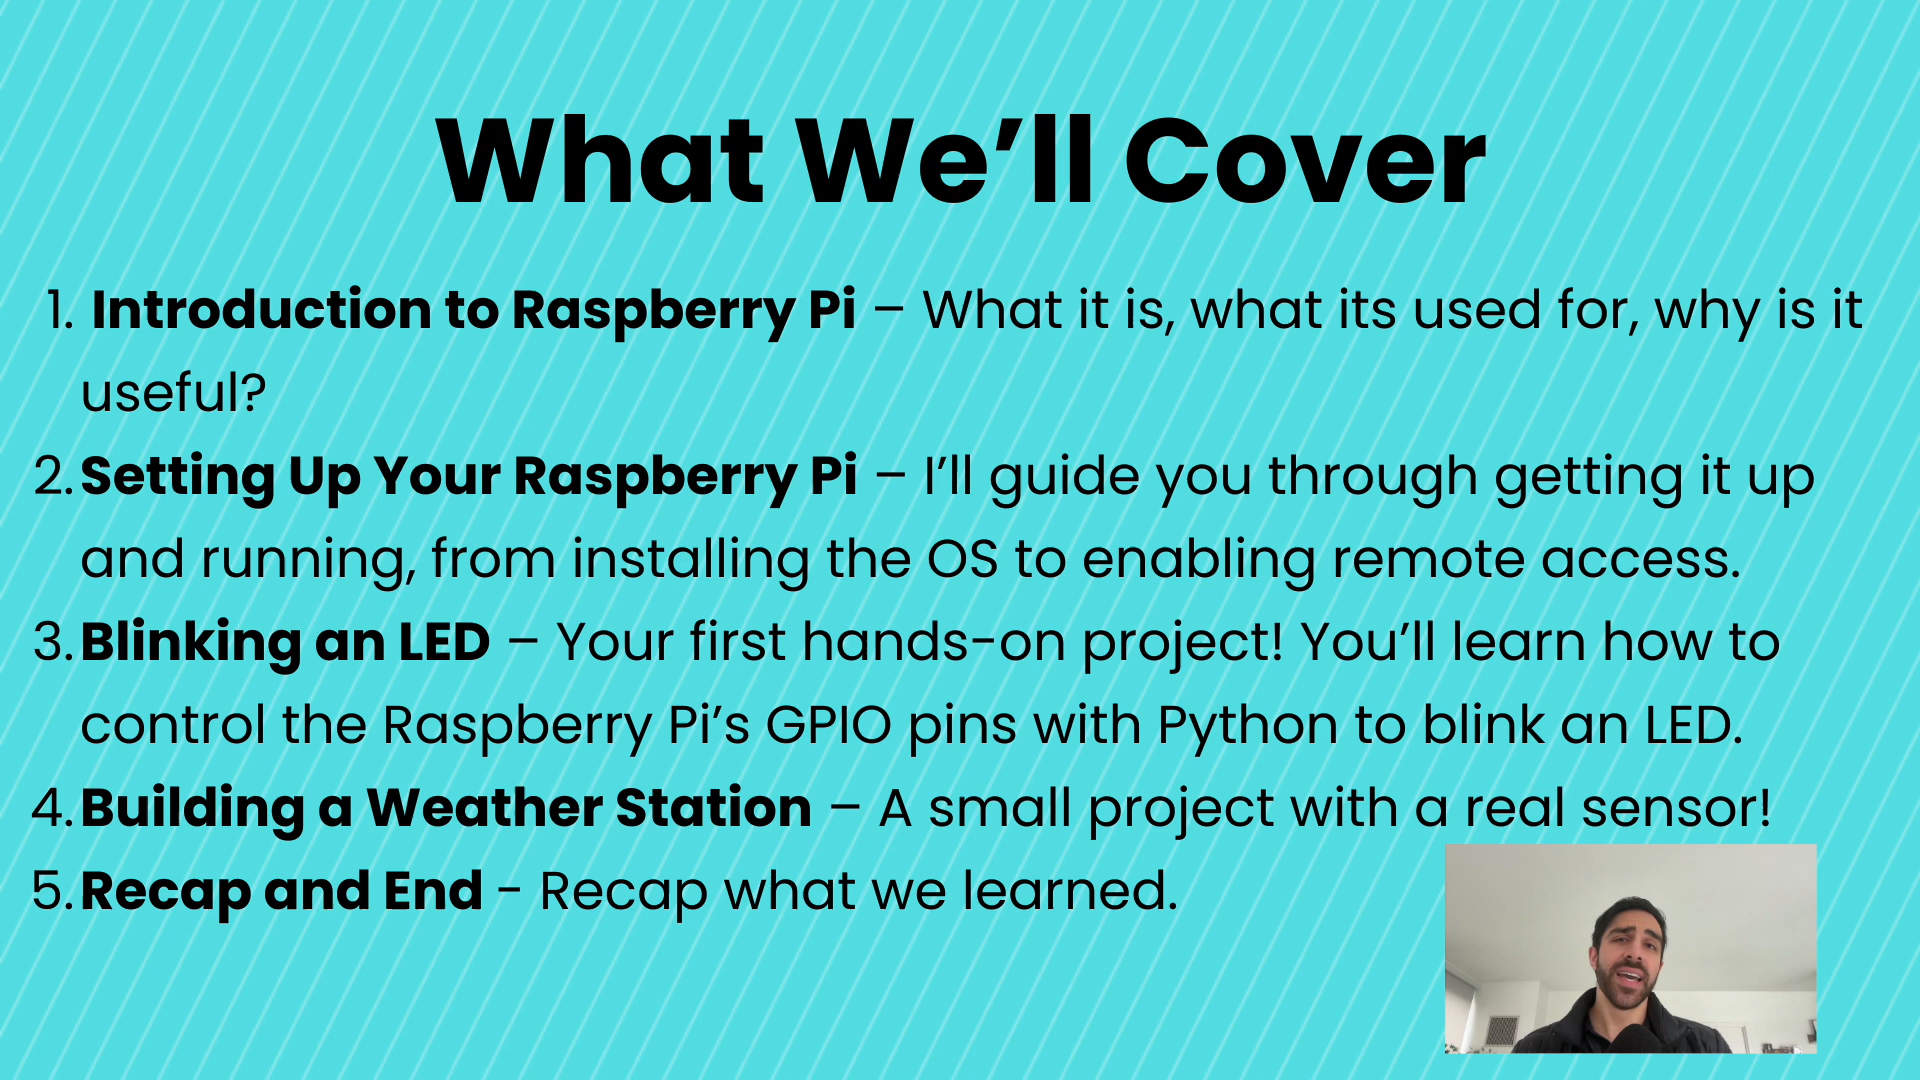 What We’ll Cover
1. Introduction to Raspberry Pi – What it is, what its used for, why is it
useful?
2. Setting Up Your Raspberry Pi – I’ll guide you through getting it up
and running, from installing the OS to enabling remote access.
3. Blinking an LED – Your first hands-on project! You’ll learn how to
control the Raspberry Pi’s GPIO pins with Python to blink an LED.
4. Building a Weather Station – A small project with a real sensor!
5. Recap and End - Recap what we learned.